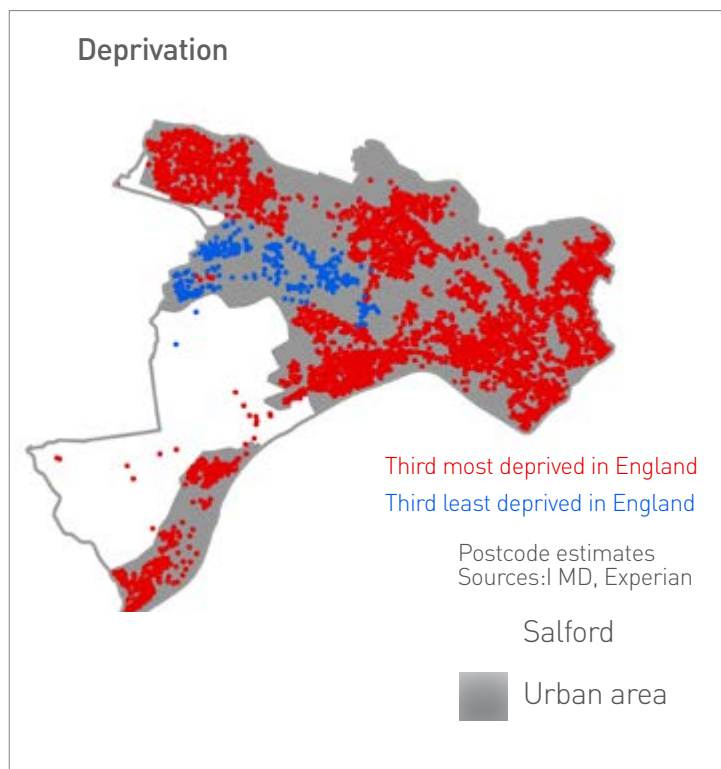 Deprivation
Third most deprived in England
Third least deprived in England
Postcode estimates
Sources:I MD, Experian
Salford
Urban area